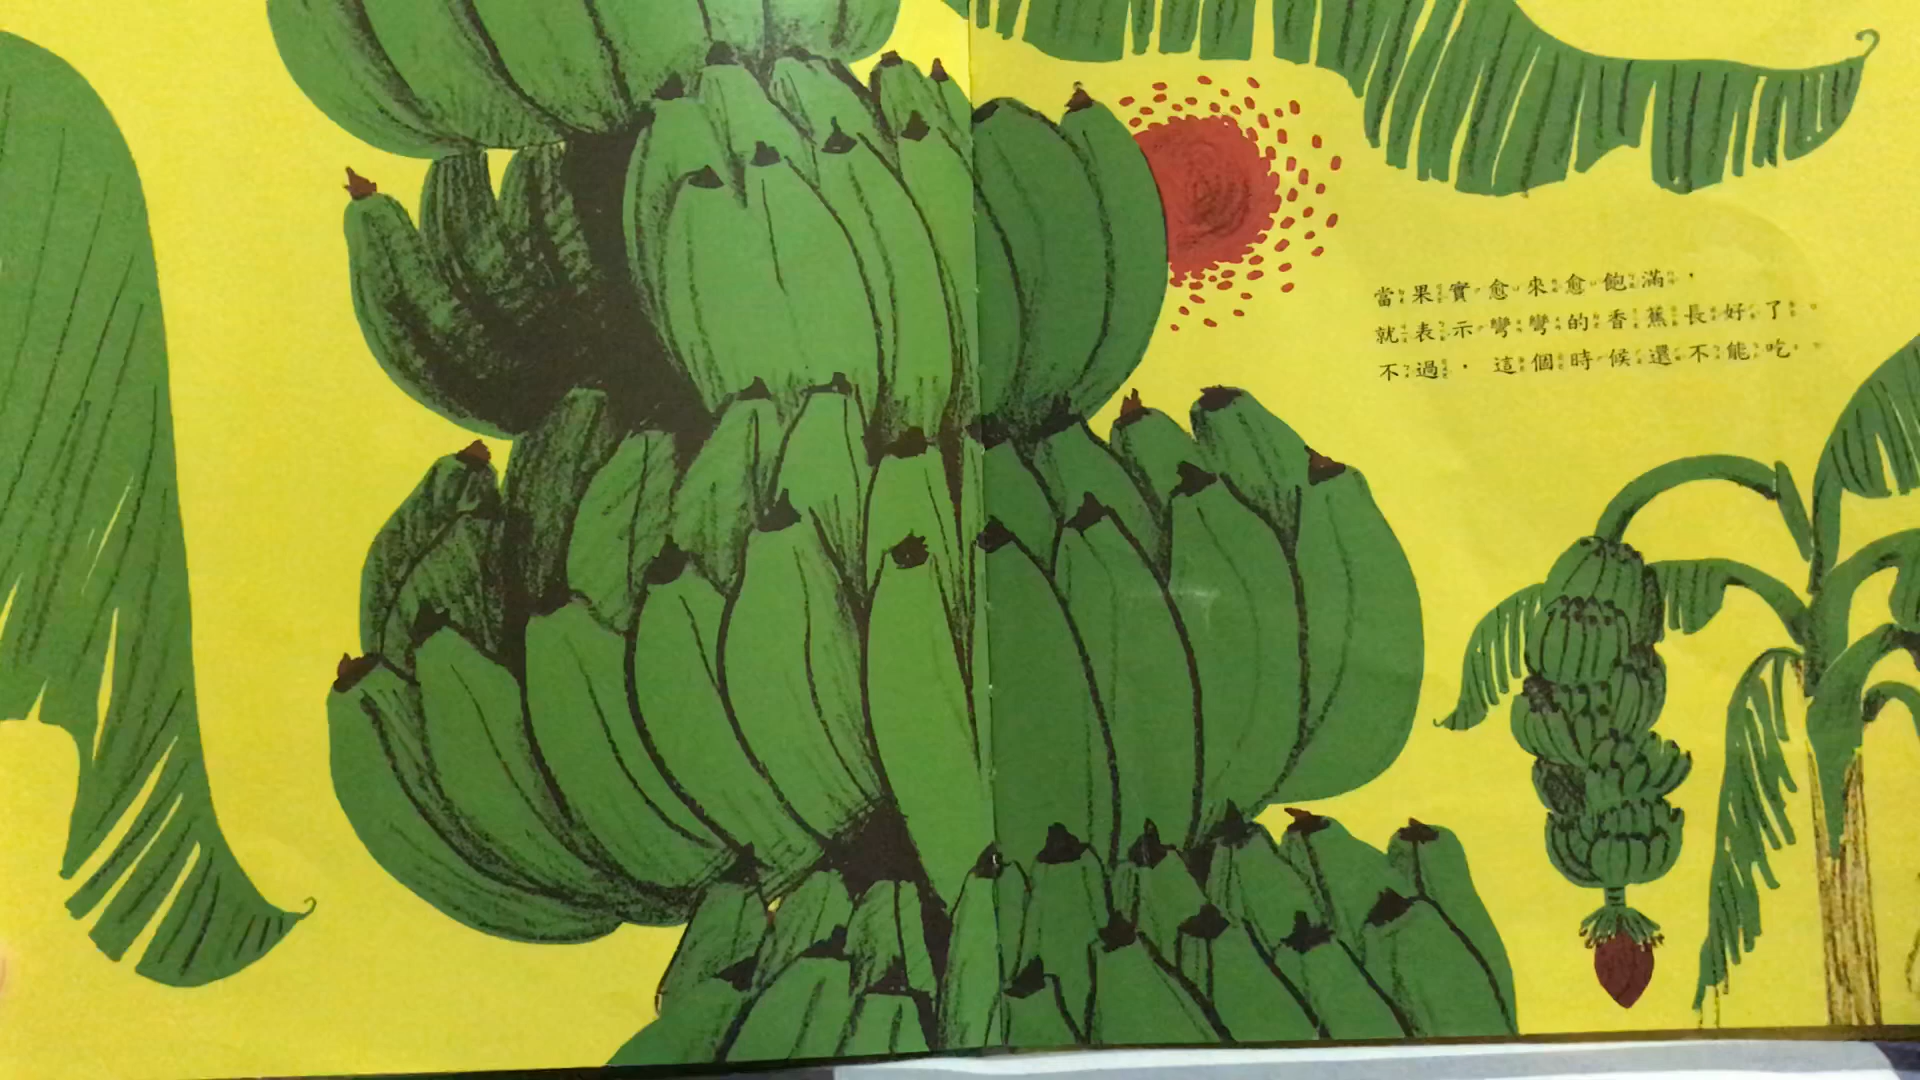 當果實愈來愈飽滿，
就表示彎彎的香蕉長好了。
不過，這個時候還不能吃。